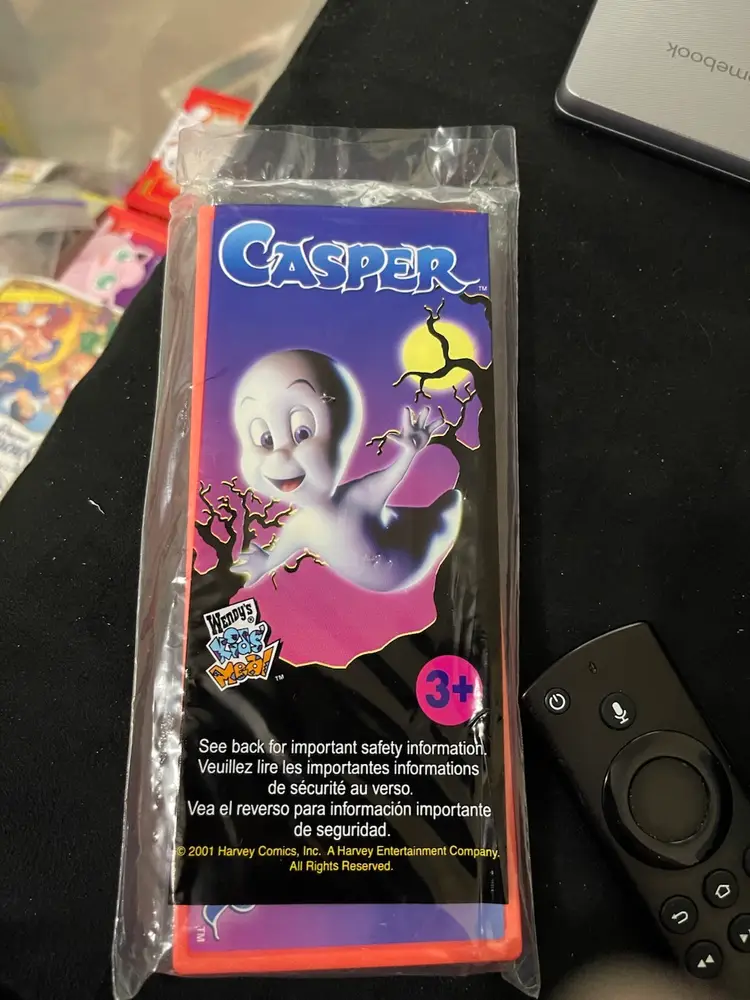 omebook
CASPER
™
WENDY'S®
Kids'
Meal
™
3+
See back for important safety information.
Veuillez lire les importantes informations
de sécurité au verso.
Vea el reverso para información importante
de seguridad.
© 2001 Harvey Comics, Inc. A Harvey Entertainment Company.
All Rights Reserved.
TM